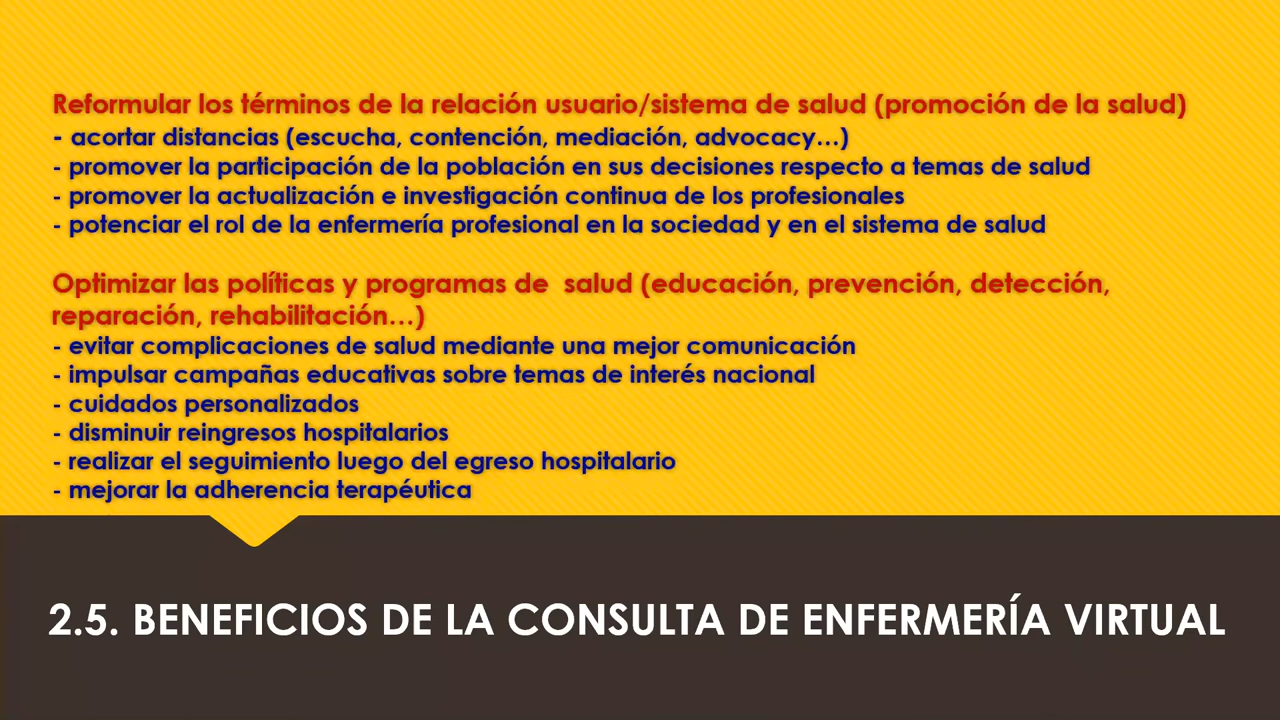 Reformular los términos de la relación usuario/sistema de salud (promoción de la salud)
- acortar distancias (escucha, contención, mediación, advocacy...)
- promover la participación de la población en sus decisiones respecto a temas de salud
- promover la actualización e investigación continua de los profesionales
- potenciar el rol de la enfermería profesional en la sociedad y en el sistema de salud
Optimizar las políticas y programas de  salud (educación, prevención, detección,
reparación, rehabilitación...)
- evitar complicaciones de salud mediante una mejor comunicación
- impulsar campañas educativas sobre temas de interés nacional
- cuidados personalizados
- disminuir reingresos hospitalarios
- realizar el seguimiento luego del egreso hospitalario
- mejorar la adherencia terapéutica
2.5. BENEFICIOS DE LA CONSULTA DE ENFERMERÍA VIRTUAL